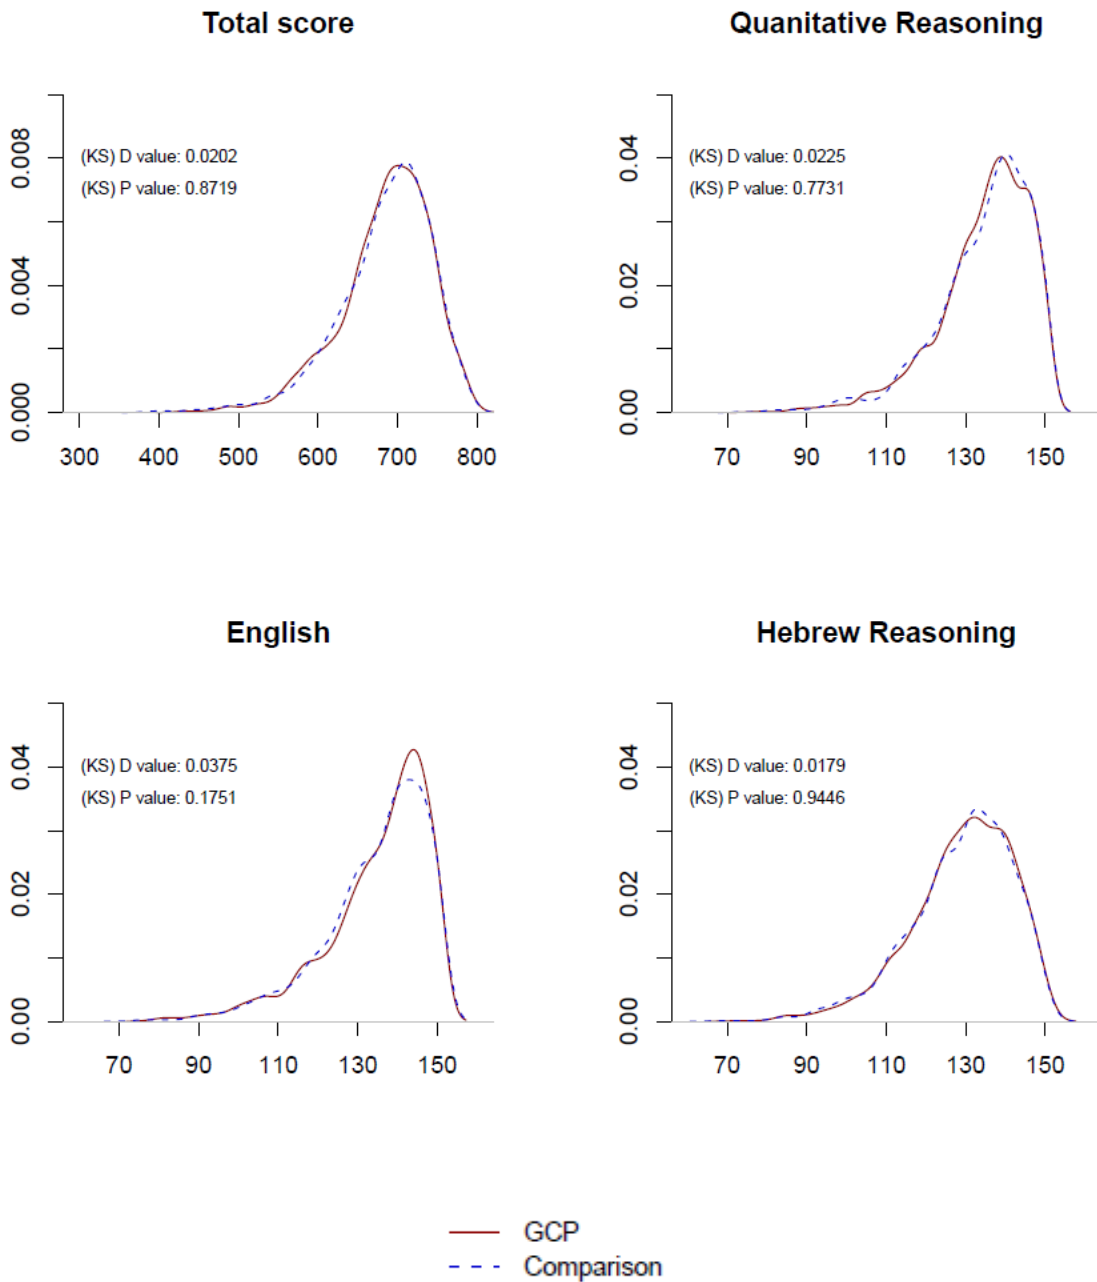 Total score
0.000 0.004 0.008
(KS) D value: 0.0202
(KS) P value: 0.8719
300 400 500 600 700 800
Quanitative Reasoning
0.00 0.02 0.04
(KS) D value: 0.0225
(KS) P value: 0.7731
70 90 110 130 150
English
0.00 0.02 0.04
(KS) D value: 0.0375
(KS) P value: 0.1751
70 90 110 130 150
Hebrew Reasoning
0.00 0.02 0.04
(KS) D value: 0.0179
(KS) P value: 0.9446
70 90 110 130 150
GCP
Comparison